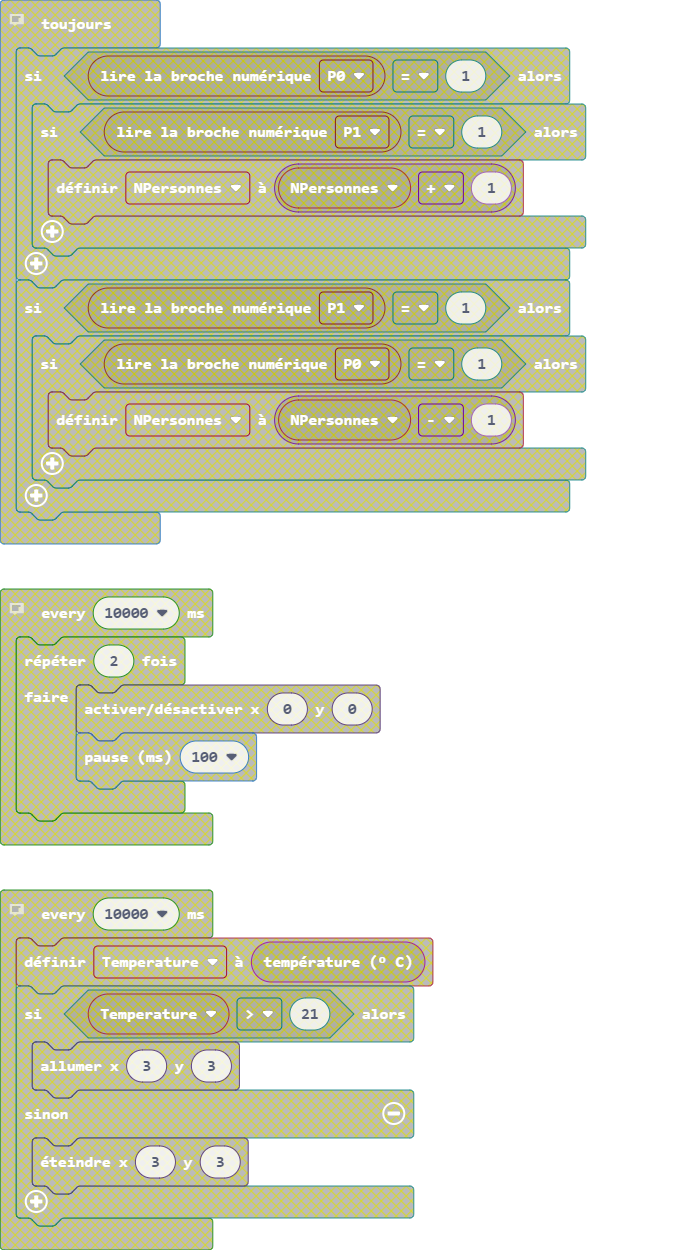 toujours
si lire la broche numérique P0 = 1 alors
si lire la broche numérique P1 = 1 alors
définir NPersonnes à NPersonnes + 1
si lire la broche numérique P1 = 1 alors
si lire la broche numérique P0 = 1 alors
définir NPersonnes à NPersonnes - 1
every 10000 ms
répéter 2 fois
faire
activer/désactiver x 0 y 0
pause (ms) 100
every 10000 ms
définir Temperature à température (° C)
si Temperature > 21 alors
allumer x 3 y 3
sinon
éteindre x 3 y 3